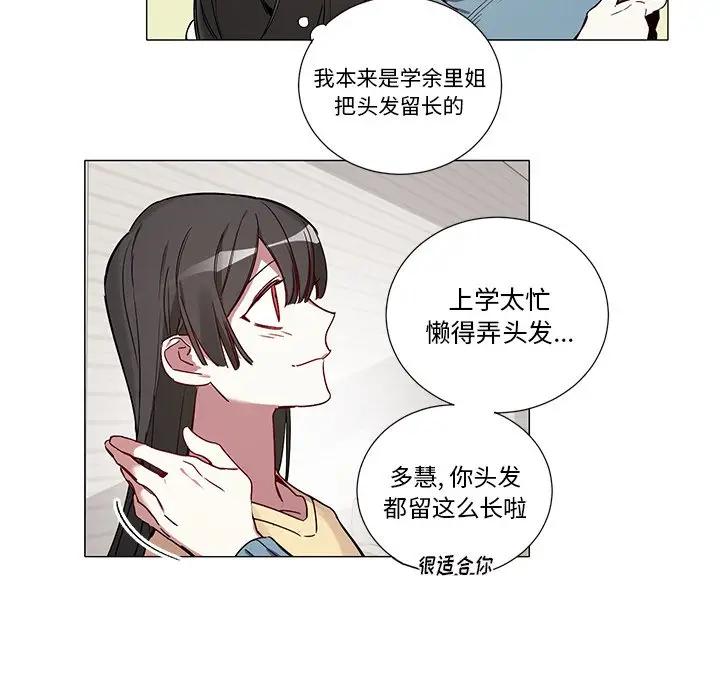 我本来是学余里姐
把头发留长的
上学太忙
懒得弄头发...
多慧, 你头发
都留这么长啦
很适合你